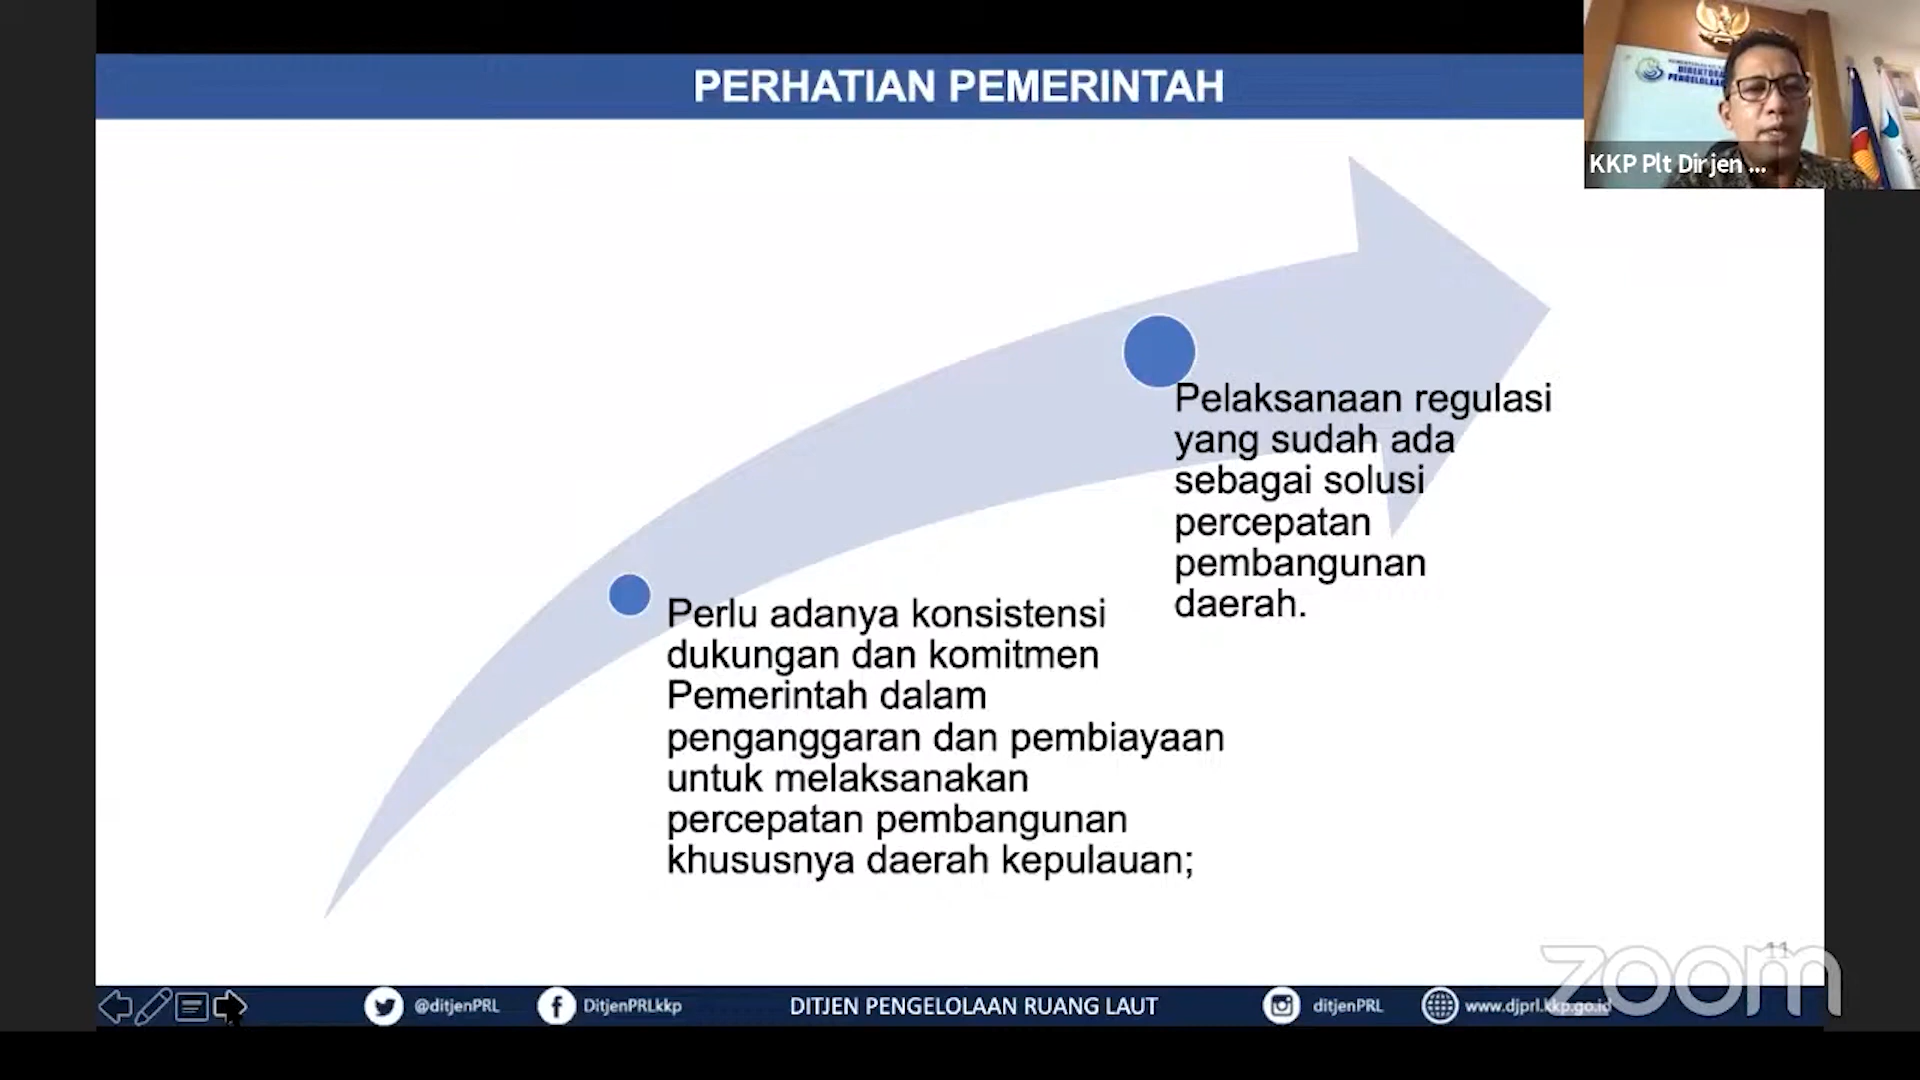 PERHATIAN PEMERINTAH
KKP Plt Dirjen ...
Pelaksanaan regulasi
yang sudah ada
sebagai solusi
percepatan
pembangunan
daerah.
Perlu adanya konsistensi
dukungan dan komitmen
Pemerintah dalam
penganggaran dan pembiayaan
untuk melaksanakan
percepatan pembangunan
khususnya daerah kepulauan;
11
zoom
@ditjenPRL
DitjenPRLkkp
DITJEN PENGELOLAAN RUANG LAUT
ditjenPRL
www.djprl.kkp.go.id